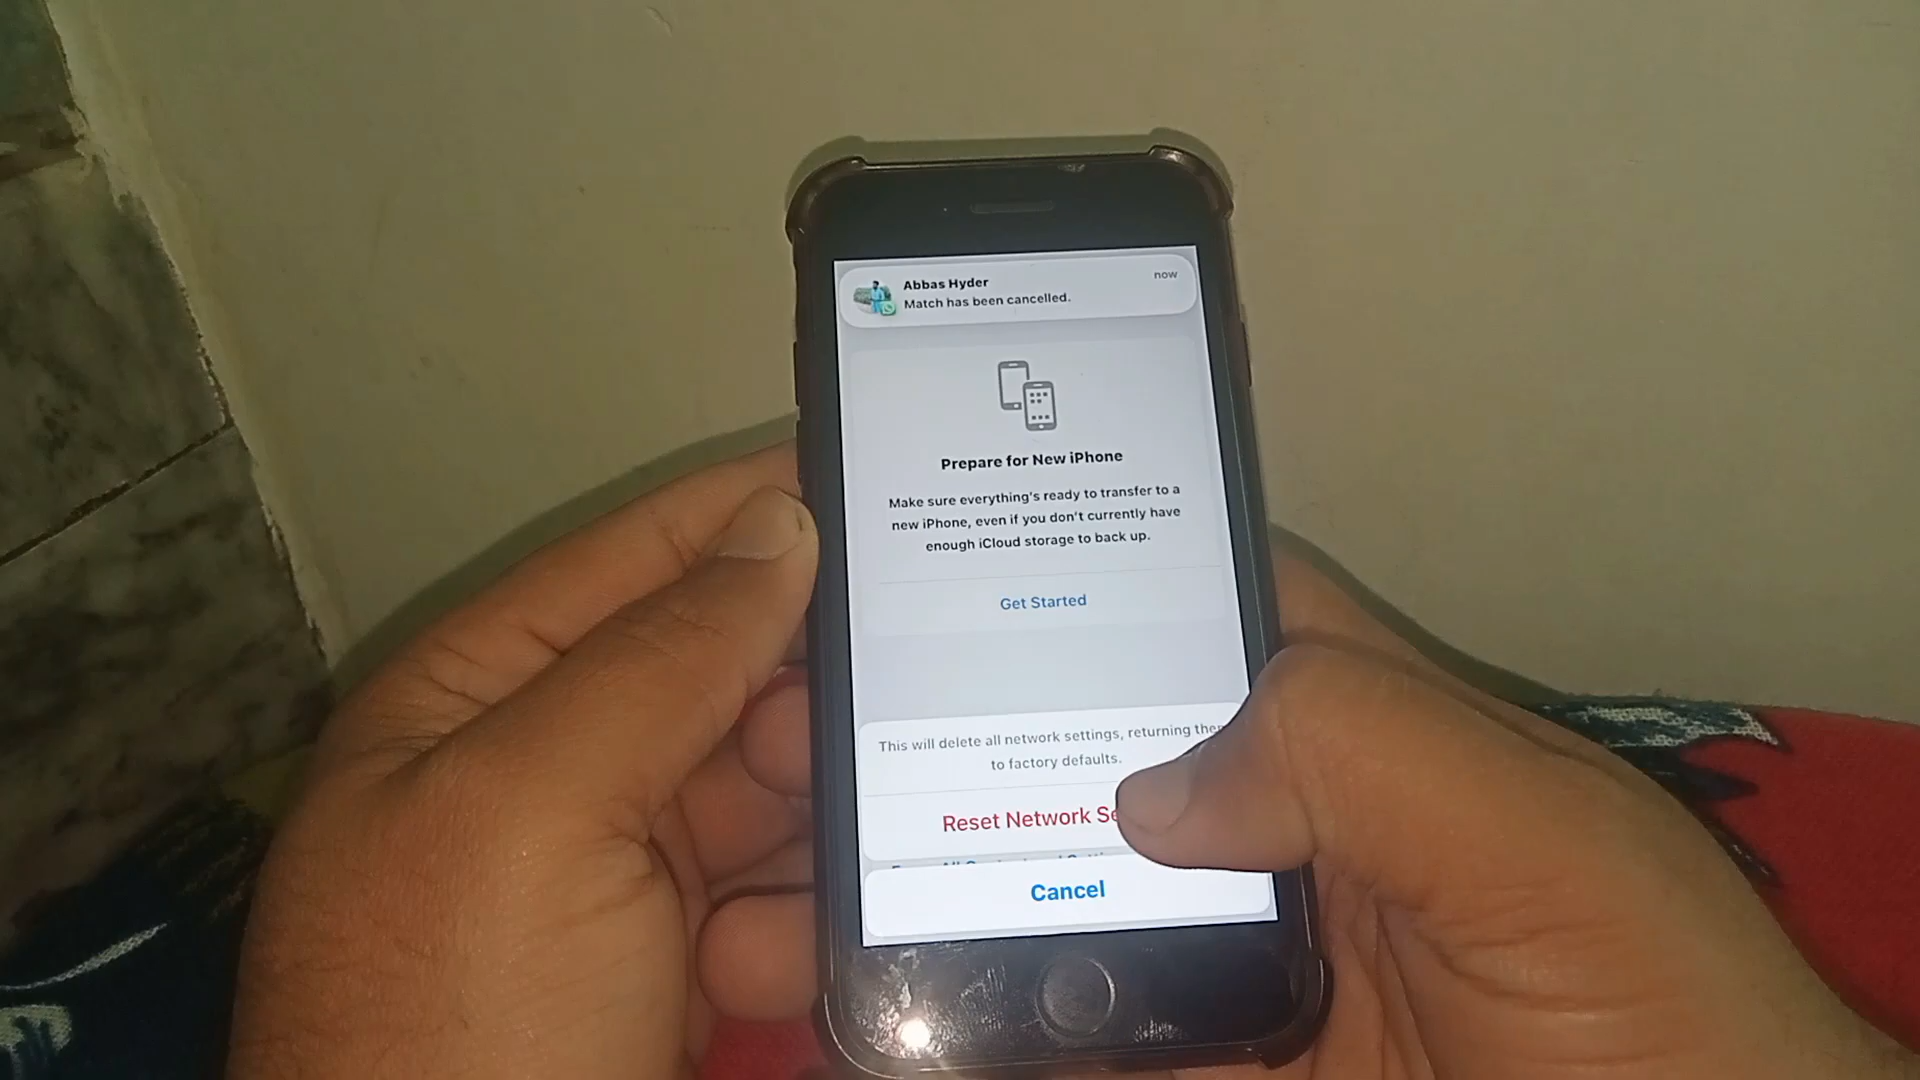 Abbas Hyder
now
Match has been cancelled.
Prepare for New iPhone
Make sure everything's ready to transfer to a
new iPhone, even if you don't currently have
enough iCloud storage to back up.
Get Started
This will delete all network settings, returning
to factory defaults.
Reset Network
Cancel